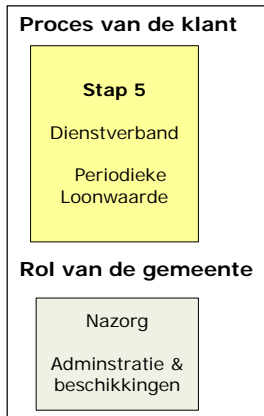 Proces van de klant
Stap 5
Dienstverband
Periodieke
Loonwaarde
Rol van de gemeente
Nazorg
Adminstratie &
beschikkingen